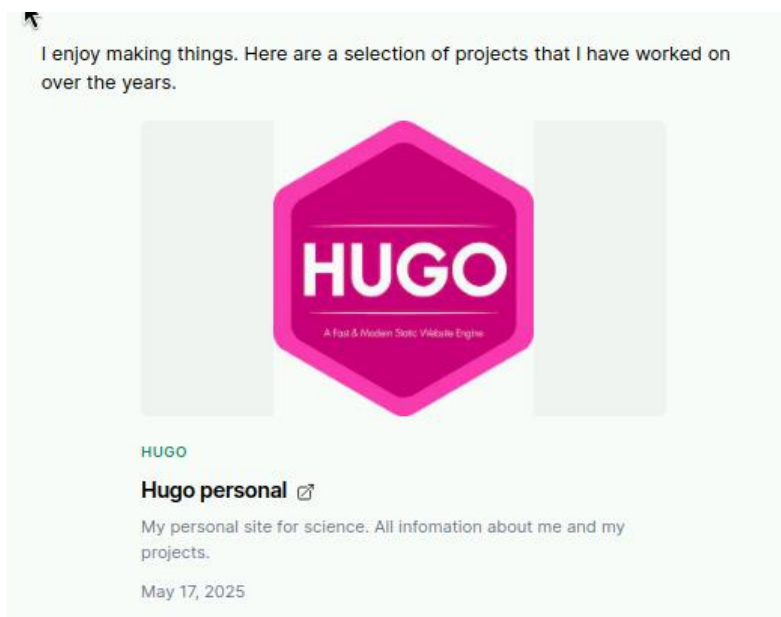 I enjoy making things. Here are a selection of projects that I have worked on
over the years.
HUGO
A Fast & Modern Static Website Engine
HUGO
Hugo personal
My personal site for science. All infomation about me and my
projects.
May 17, 2025